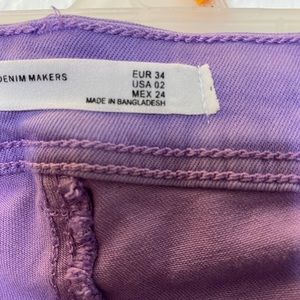 DENIM MAKERS
EUR 34
USA 02
MEX 24
MADE IN BANGLADESH